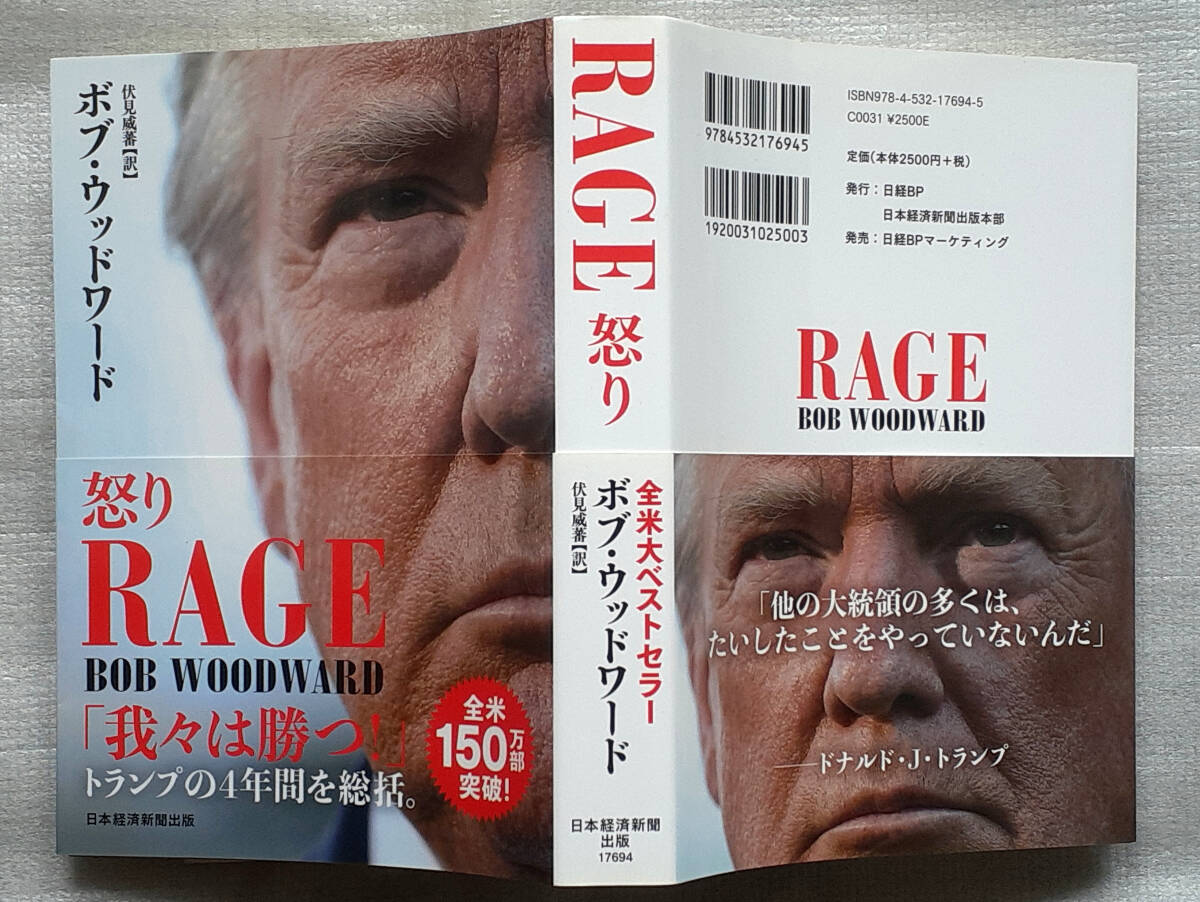 伏見威蕃【訳】
ボブ・ウッドワード
怒り
RAGE
BOB WOODWARD
「我々は勝つ!」
トランプの4年間を総括。
日本経済新聞出版
全米
150万部
突破!
RAGE 怒り
全米大ベストセラー
ボブ・ウッドワード
伏見威蕃【訳】
日本経済新聞
出版
17694
9784532176945
1920031025003
ISBN978-4-532-17694-5
C0031 ¥2500E
定価(本体2500円+税)
発行:日経BP
日本経済新聞出版本部
発売:日経BPマーケティング
RAGE
BOB WOODWARD
「他の大統領の多くは、
たいしたことをやっていないんだ」
──ドナルド・J・トランプ